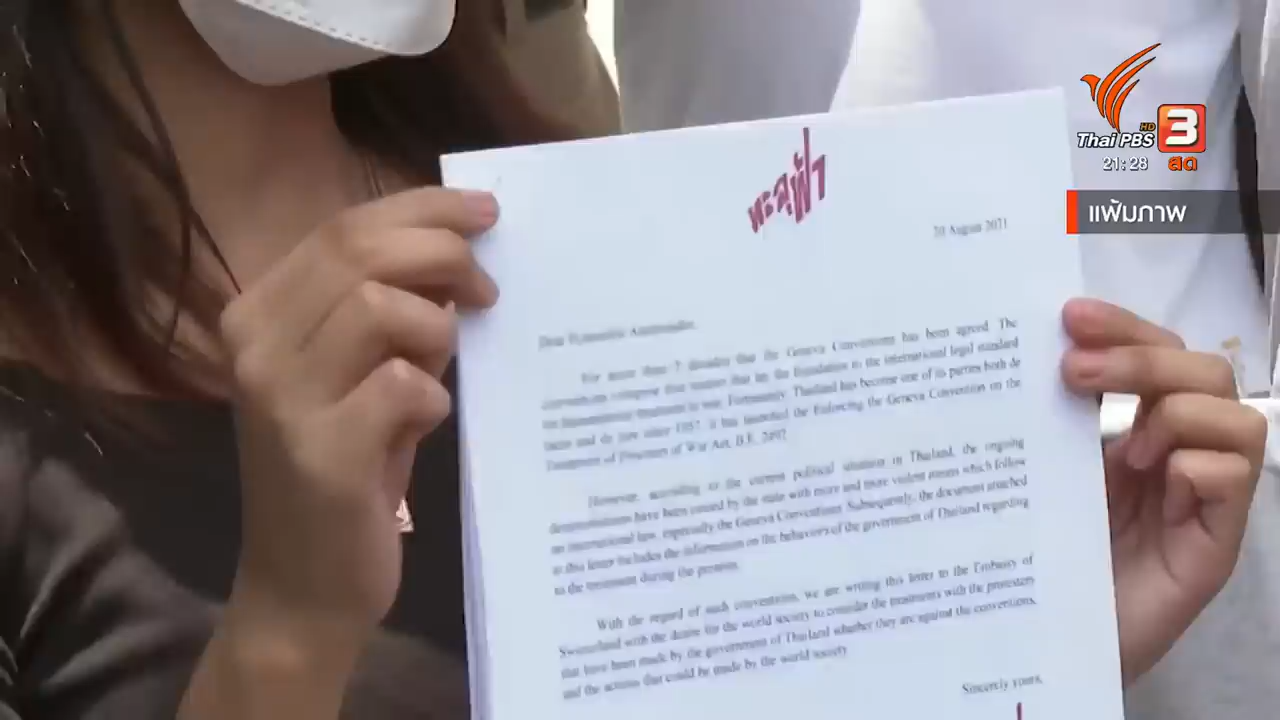 Thai PBS HD 3
21:28 สด
แฟ้มภาพ
ทะลุฟ้า
20 August 2021
Dear Honorable Ambassador,
For more than 7 decades that the Geneva Conventions has been agreed. The
conventions comprise four treaties that lay the foundation to the international legal standard
for humanitarian treatment in war. Fortunately, Thailand has become one of its parties both de
facto and de jure since 1957, it has launched the Enforcing the Geneva Convention on the
Treatment of Prisoners of War Act, B.E. 2497
However, according to the current political situation in Thailand, the ongoing
demonstrations have been ceased by the state with more and more violent means which follow
no international law, especially the Geneva Conventions. Subsequently, the document attached
to this letter includes the information on the behaviors of the government of Thailand regarding
to the treatment during the protests.
With the regard of such conventions, we are writing this letter to the Embassy of
Switzerland with the desire for the world society to consider the treatments with the protesters
that have been made by the government of Thailand whether they are against the conventions,
and the actions that could be made by the world society.
Sincerely yours,